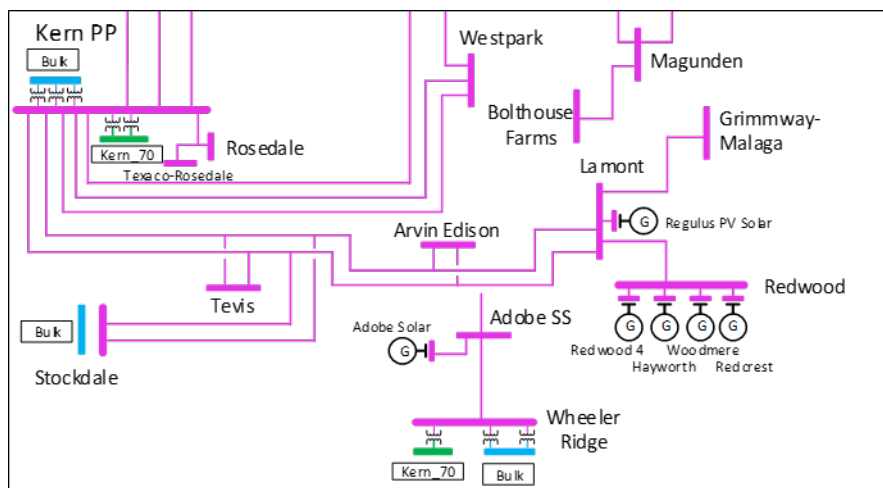 Kern PP
Bulk
Westpark
Magunden
Bolthouse
Farms
Grimmway-
Malaga
Kern_70
Rosedale
Texaco-Rosedale
Lamont
G
Regulus PV Solar
Arvin Edison
Tevis
Redwood
G
G
G
G
Redwood 4
Woodmere
Hayworth
Redcrest
Bulk
Stockdale
Adobe Solar
G
Adobe SS
Wheeler
Ridge
Kern_70
Bulk